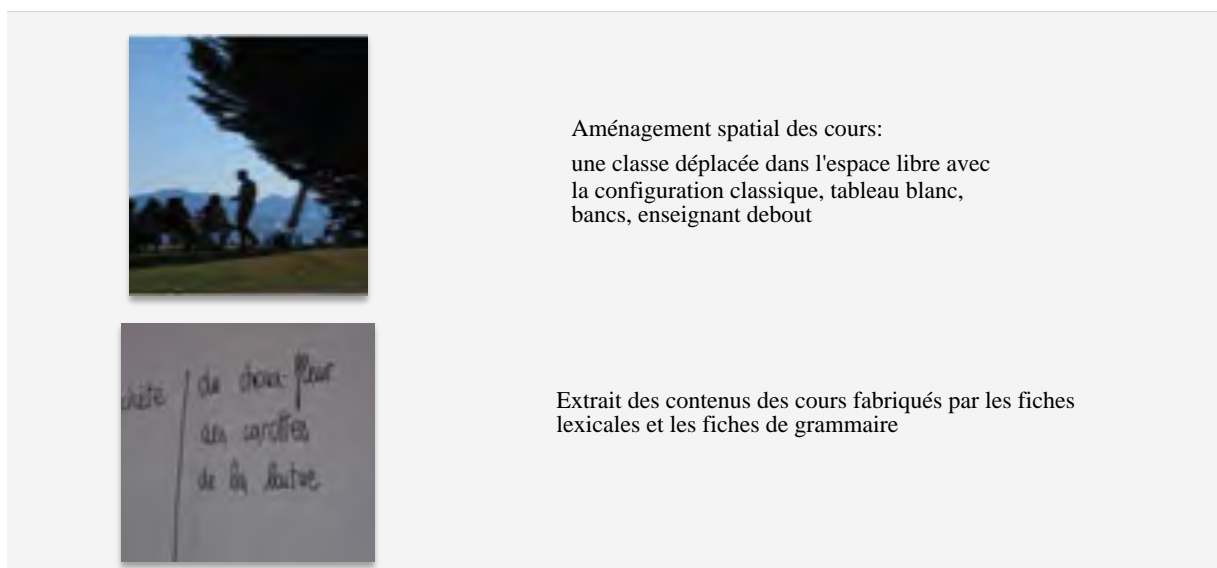 Aménagement spatial des cours:
une classe déplacée dans l'espace libre avec
la configuration classique, tableau blanc,
bancs, enseignant debout
du choux-fleur
des carottes
de la laitue
Extrait des contenus des cours fabriqués par les fiches
lexicales et les fiches de grammaire